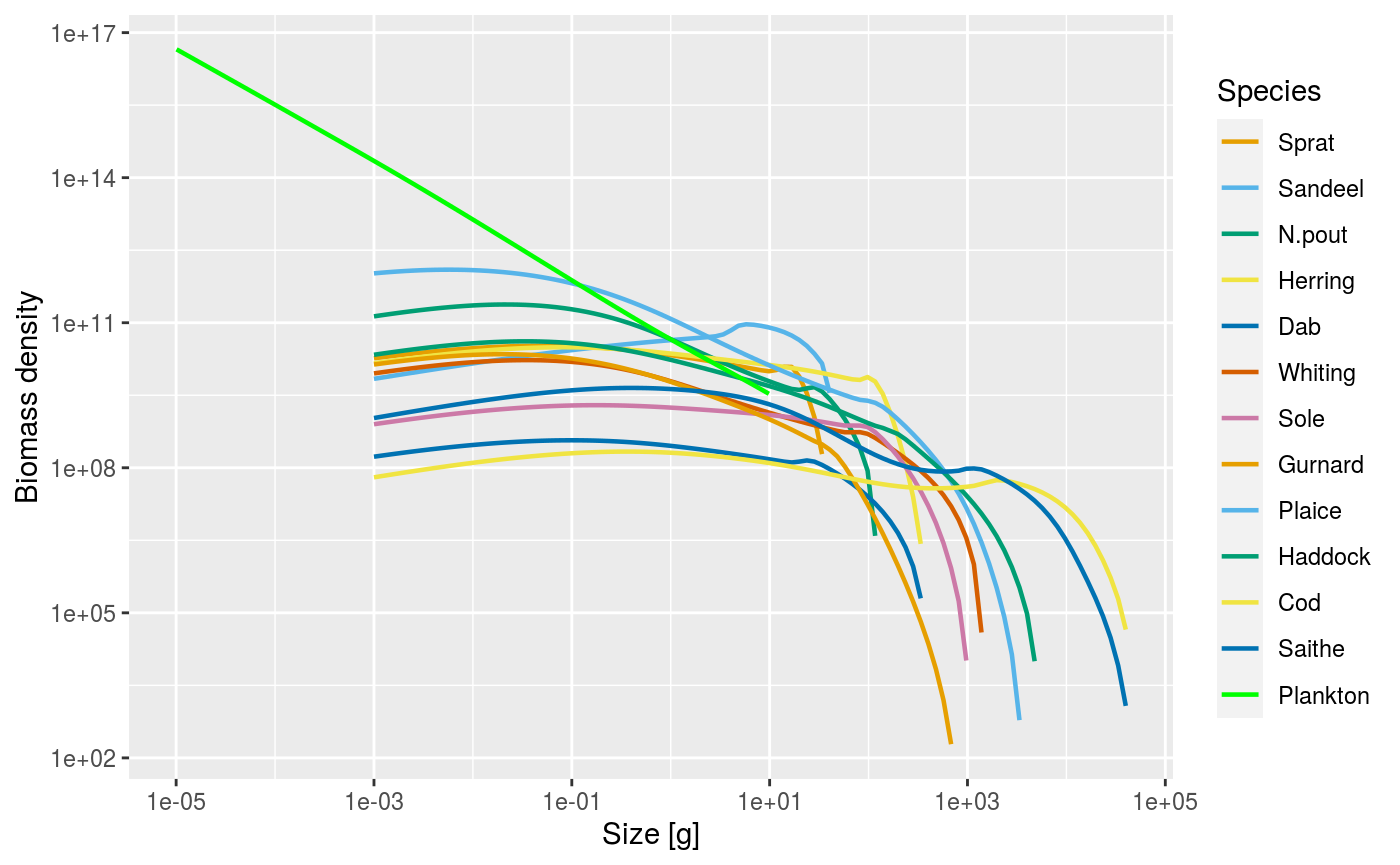 1e+17
1e+14
1e+11
1e+08
1e+05
1e+02
Biomass density
1e-05 1e-03 1e-01 1e+01 1e+03 1e+05
Size [g]
Species
Sprat
Sandeel
N.pout
Herring
Dab
Whiting
Sole
Gurnard
Plaice
Haddock
Cod
Saithe
Plankton